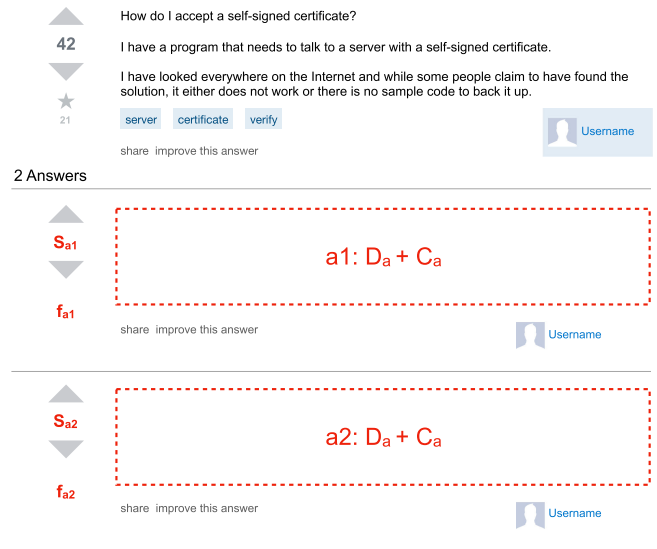 How do I accept a self-signed certificate?
42
I have a program that needs to talk to a server with a self-signed certificate.
I have looked everywhere on the Internet and while some people claim to have found the
solution, it either does not work or there is no sample code to back it up.
21
server certificate verify
Username
share improve this answer
2 Answers
Sa1
a1: Da + Ca
fa1
share improve this answer
Username
Sa2
a2: Da + Ca
fa2
share improve this answer
Username